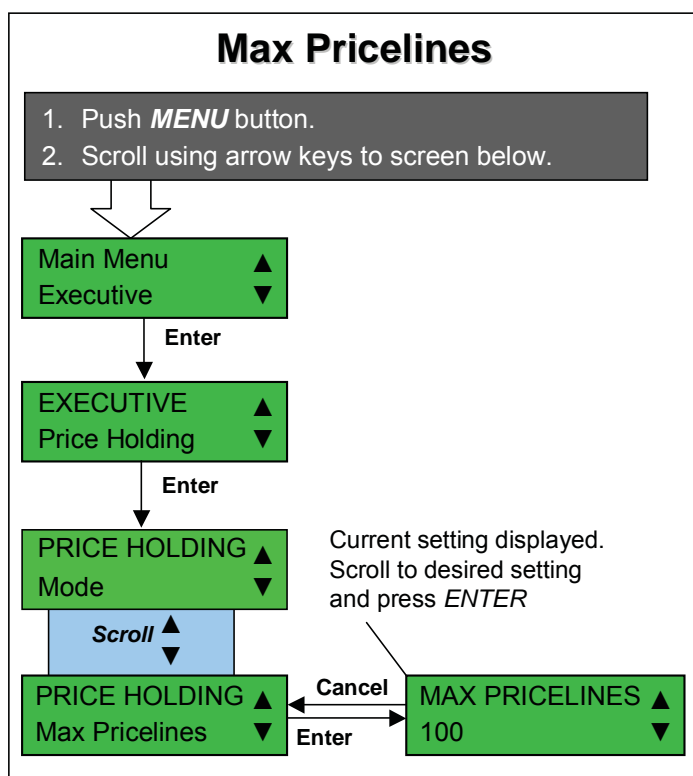 Max Pricelines
1. Push MENU button.
2. Scroll using arrow keys to screen below.
Main Menu ▲
Executive ▼
Enter
EXECUTIVE ▲
Price Holding ▼
Enter
PRICE HOLDING ▲
Mode ▼
Scroll ▲
▼
Current setting displayed.
Scroll to desired setting
and press ENTER
PRICE HOLDING ▲
Max Pricelines ▼
Cancel
Enter
MAX PRICELINES ▲
100 ▼